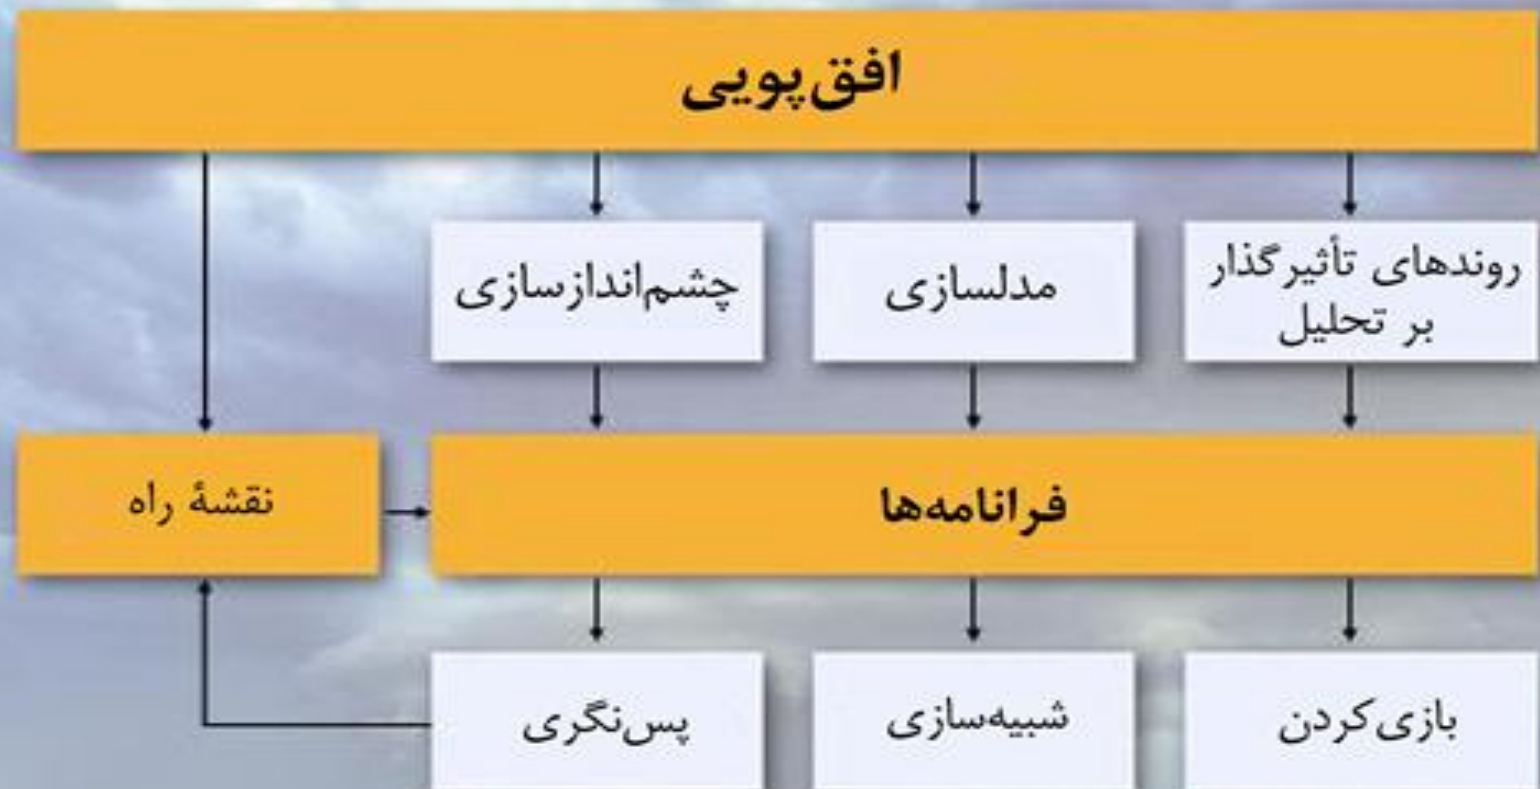 افق‌پویی
روندهای تأثیرگذار
بر تحلیل
مدلسازی
چشم‌اندازسازی
فرانامه‌ها
نقشهٔ راه
بازی‌کردن
شبیه‌سازی
پس‌نگری